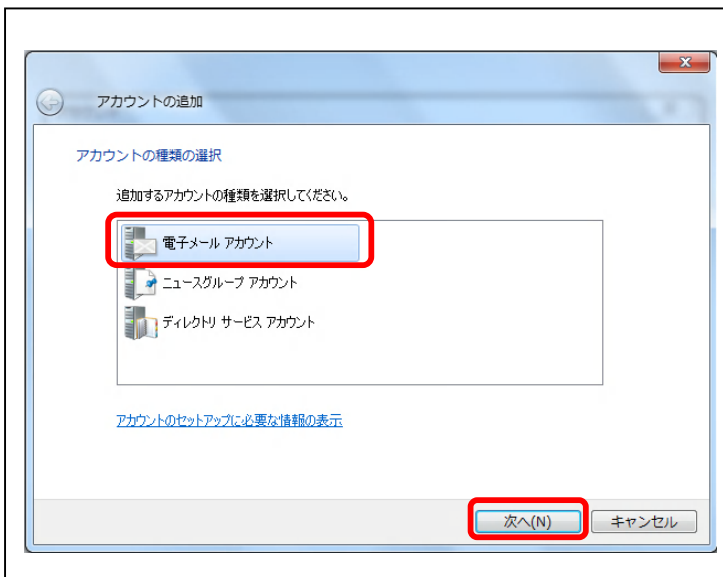 アカウントの追加
アカウントの種類の選択
追加するアカウントの種類を選択してください。
電子メール アカウント
ニュースグループ アカウント
ディレクトリ サービス アカウント
アカウントのセットアップに必要な情報の表示
次へ(N)
キャンセル